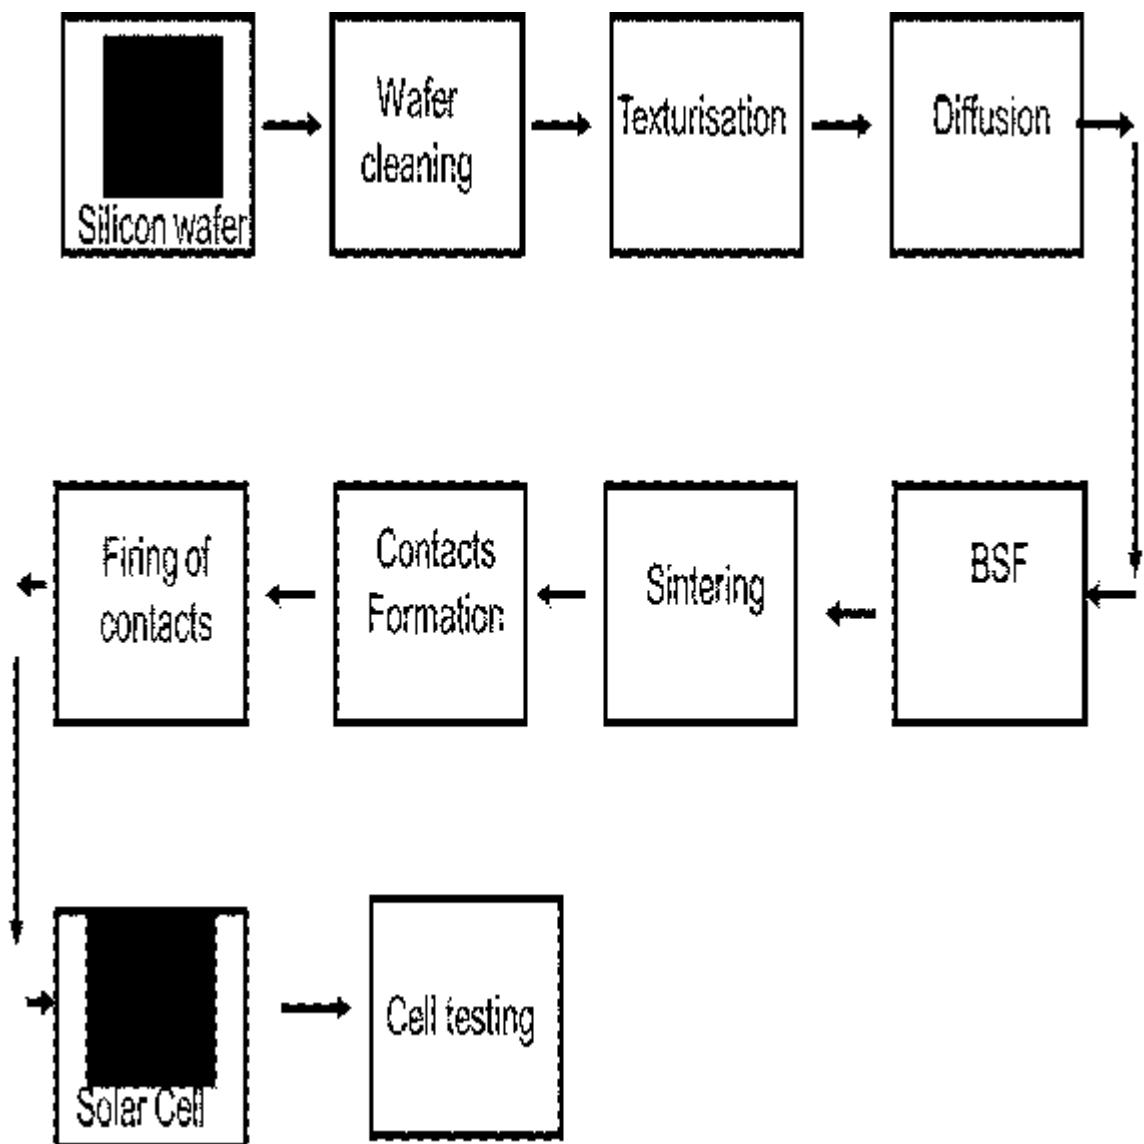 Silicon wafer
Wafer
cleaning
Texturisation
Diffusion
BSF
Sintering
Contacts
Formation
Firing of
contacts
Solar Cell
Cell testing